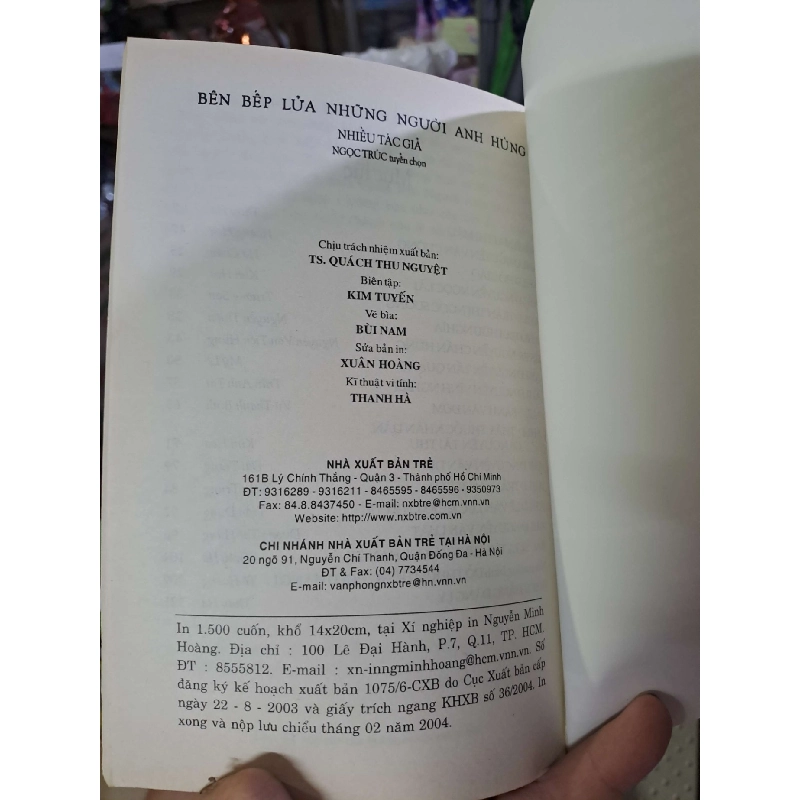 BÊN BẾP LỬA NHỮNG NGƯỜI ANH HÙNG
NHIỀU TÁC GIẢ
NGỌC TRÚC tuyển chọn
Chịu trách nhiệm xuất bản:
TS. QUÁCH THU NGUYỆT
Biên tập:
KIM TUYẾN
Vẽ bìa:
BÙI NAM
Sửa bản in:
XUÂN HOÀNG
Kĩ thuật vi tính:
THANH HÀ
NHÀ XUẤT BẢN TRẺ
161B Lý Chính Thắng - Quận 3 - Thành phố Hồ Chí Minh
ĐT: 9316289 - 9316211 - 8465595 - 8465596 - 9350973
Fax: 84.8.8437450 - E-mail: nxbtre@hcm.vnn.vn
Website: http://www.nxbtre.com.vn
CHI NHÁNH NHÀ XUẤT BẢN TRẺ TẠI HÀ NỘI
20 ngõ 91, Nguyễn Chí Thanh, Quận Đống Đa - Hà Nội
ĐT & Fax: (04) 7734544
E-mail: vanphongnxbtre@hn.vnn.vn
In 1.500 cuốn, khổ 14x20cm, tại Xí nghiệp in Nguyễn Minh
Hoàng. Địa chỉ : 100 Lê Đại Hành, P.7, Q.11, TP. HCM.
ĐT : 8555812. E-mail : xn-inngminhhoang@hcm.vnn.vn. Số
đăng ký kế hoạch xuất bản 1075/6-CXB do Cục Xuất bản cấp
ngày 22 - 8 - 2003 và giấy trích ngang KHXB số 36/2004. In
xong và nộp lưu chiểu tháng 02 năm 2004.